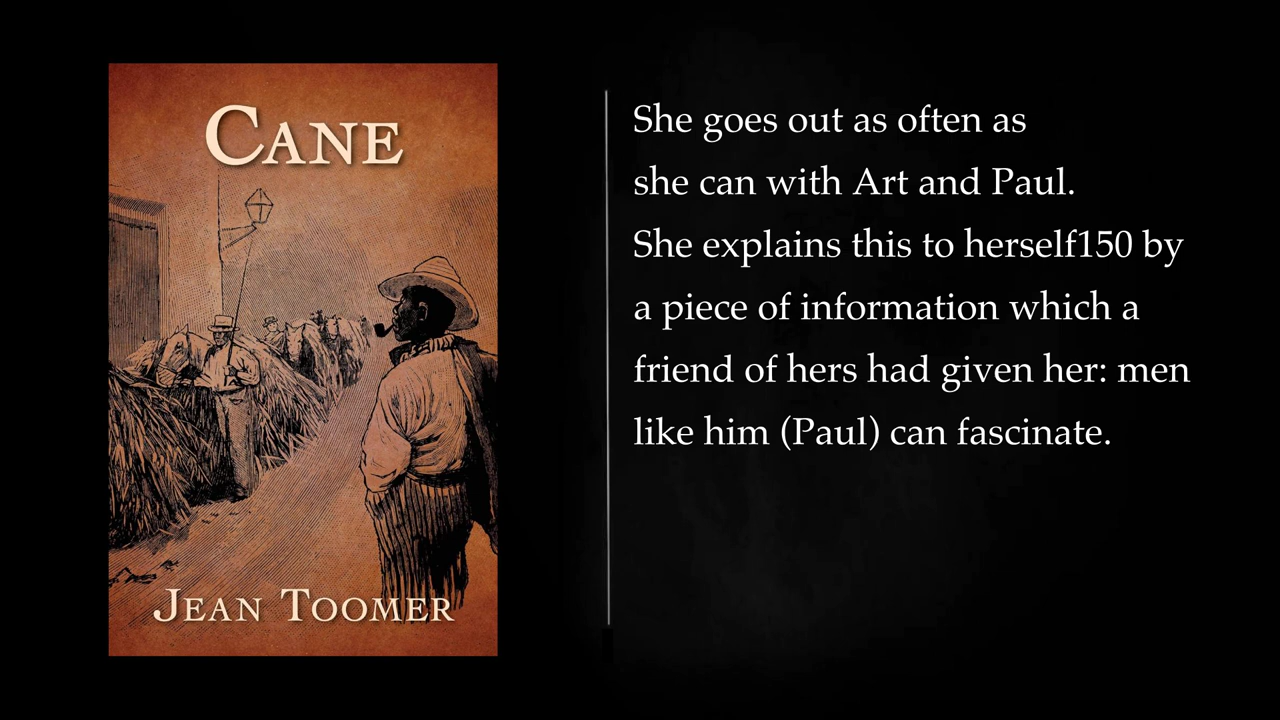 CANE
JEAN TOOMER
She goes out as often as
she can with Art and Paul.
She explains this to herself150 by
a piece of information which a
friend of hers had given her: men
like him (Paul) can fascinate.